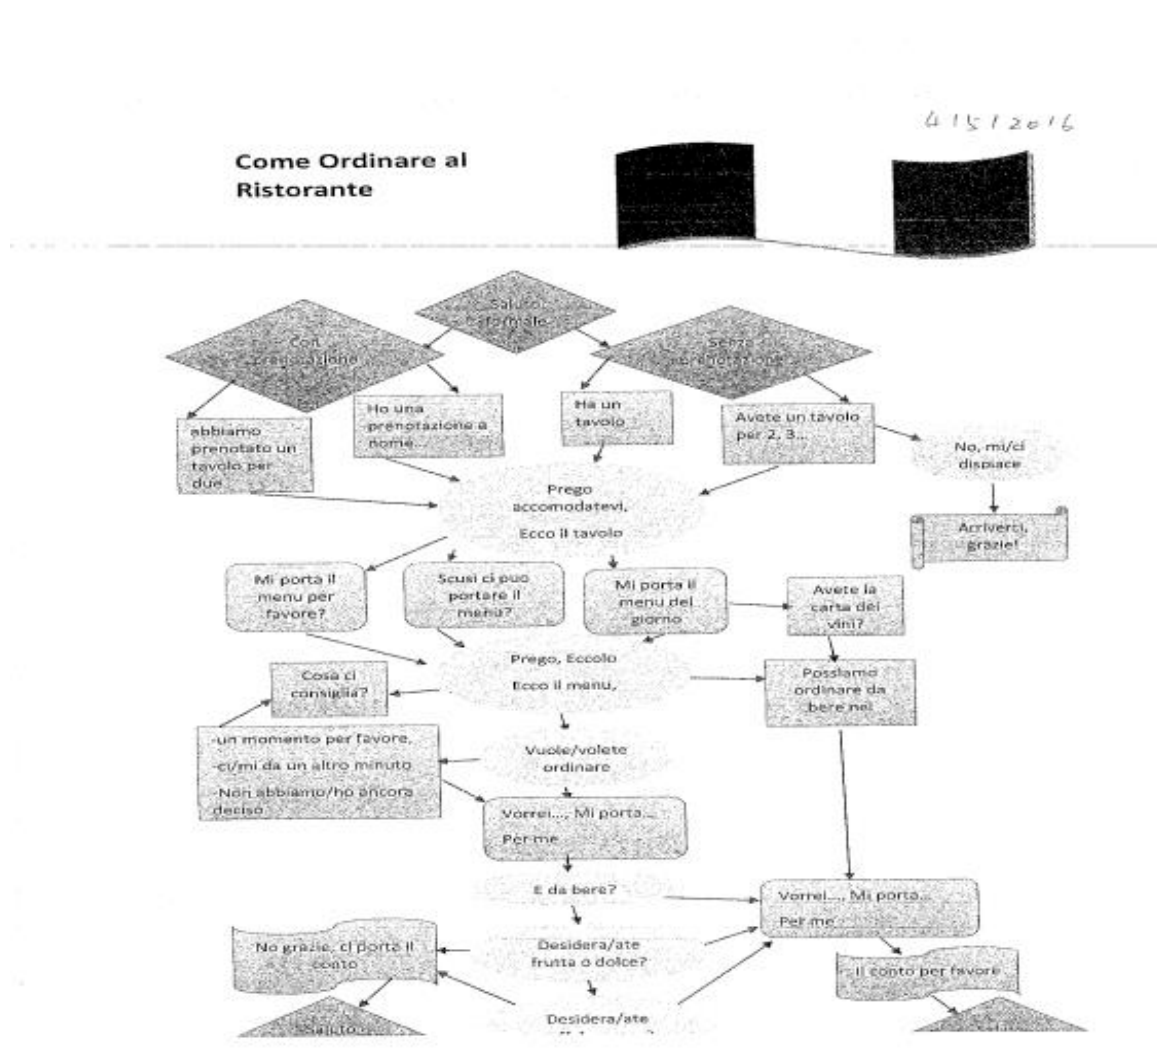 4/5/2016
Come Ordinare al
Ristorante
Saluto
formale
Con
prenotazione
Senza
prenotazione
abbiamo
prenotato un
tavolo per
due
Ho una
prenotazione a
nome...
Ha un
tavolo
Avete un tavolo
per 2, 3...
No, mi/ci
dispiace
Prego
accomodatevi,
Ecco il tavolo
Arriverci,
grazie!
Mi porta il
menu per
favore?
Scusi ci puo
portare il
menu?
Mi porta il
menu del
giorno
Avete la
carta dei
vini?
Prego, Eccolo
Ecco il menu,
Cosa ci
consiglia?
Possiamo
ordinare da
bere nel
-un momento per favore,
-ci/mi da un altro minuto
-Non abbiamo/ho ancora
deciso
Vuole/volete
ordinare
Vorrei..., Mi porta...
Per me
E da bere?
Vorrei..., Mi porta...
Per me
No grazie, ci porta il
conto
Desidera/ate
frutta o dolce?
Il conto per favore
Desidera/ate
Saluto